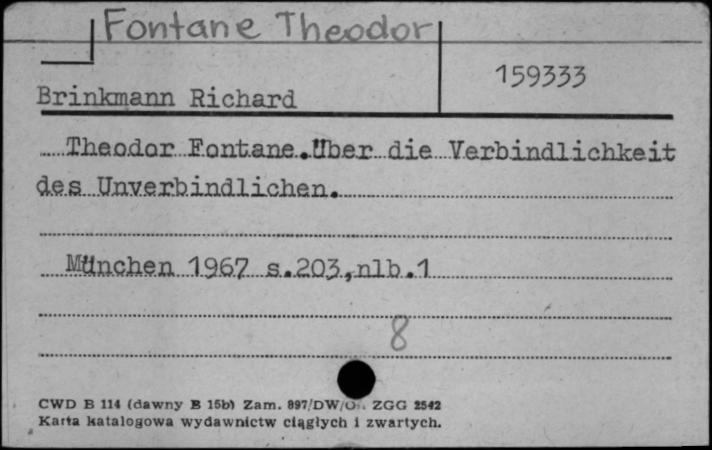 Fontane Theodor
159333
Brinkmann Richard
Theodor Fontane.Über die Verbindlichkeit
des Unverbindlichen.
München 1967 s.203,nlb.1
8
CWD B 114 (dawny B 15b) Zam. 897/DW/O ZGG 2542
Karta katalogowa wydawnictw ciągłych i zwartych.